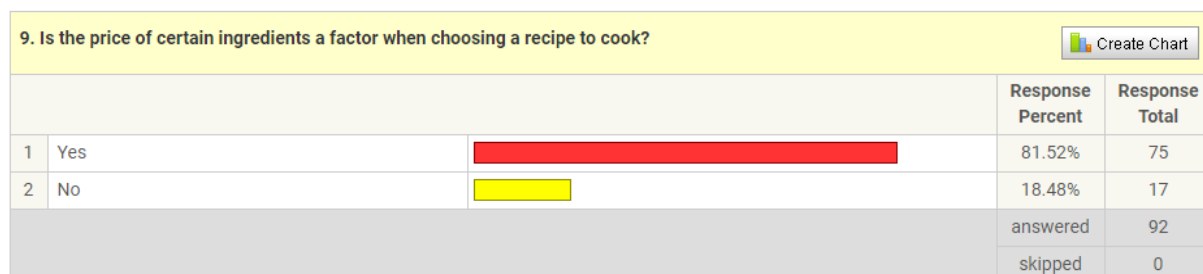 9. Is the price of certain ingredients a factor when choosing a recipe to cook?
Create Chart
Response Percent
Response Total
1 Yes 81.52% 75
2 No 18.48% 17
answered 92
skipped 0